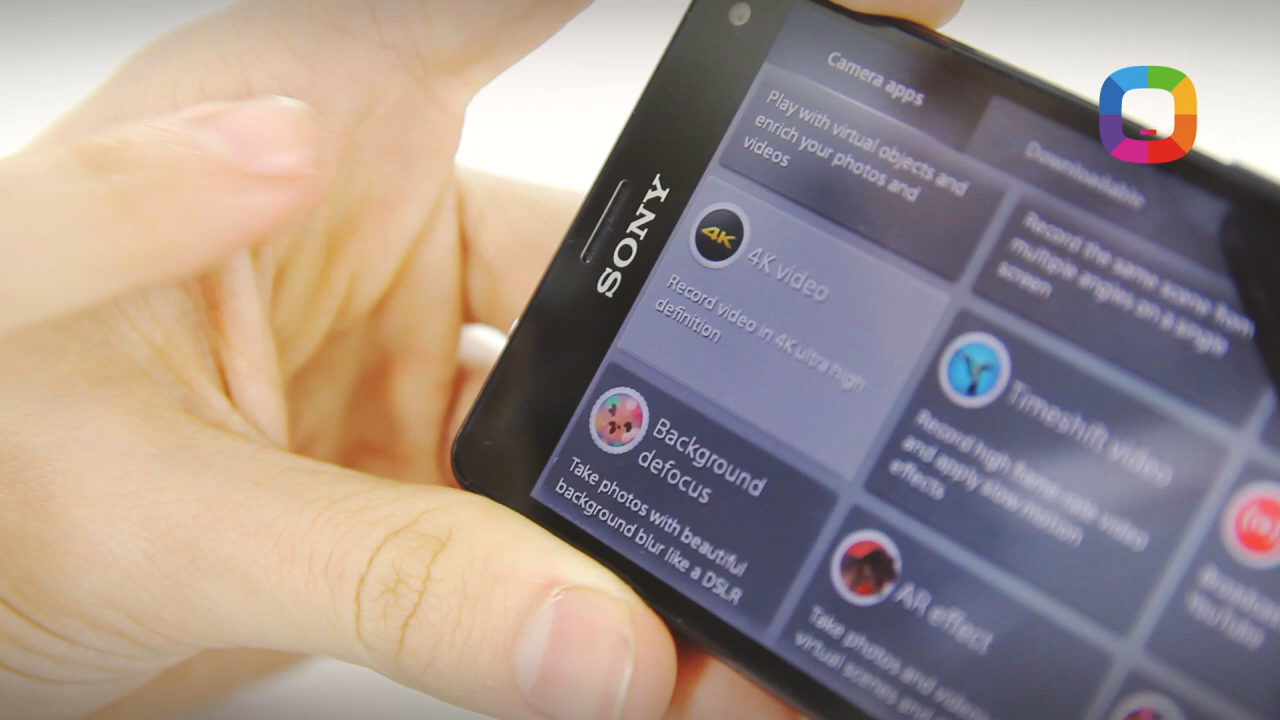 SONY
Camera apps
Downloadable
Play with virtual objects and
enrich your photos and
videos
Record the same scene from
multiple angles on a single
screen
4K
4K video
Record video in 4K ultra high
definition
Timeshift video
Record high frame rate video
and apply slow motion
effects
Background
defocus
Take photos with beautiful
background blur like a DSLR
AR effect
Take photos and videos
virtual scenes and
YouTube